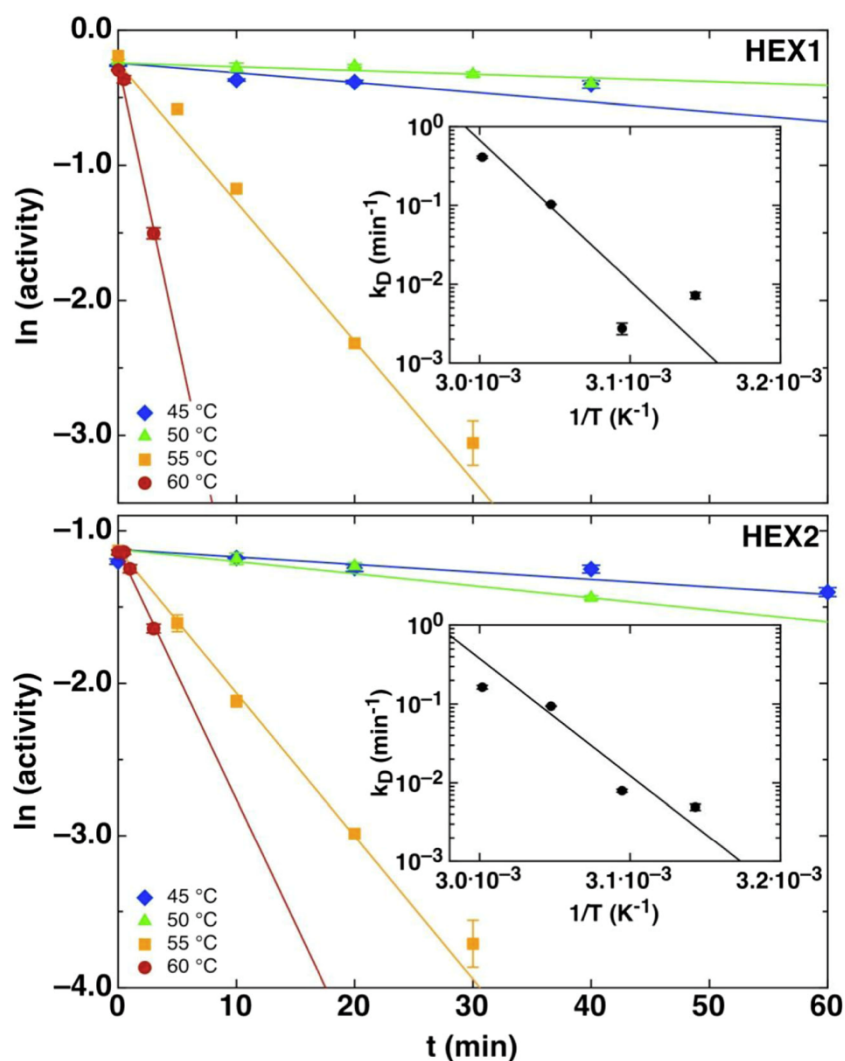 HEX1
0.0
−1.0
−2.0
−3.0
ln (activity)
45 °C
50 °C
55 °C
60 °C
10⁰
10⁻¹
10⁻²
10⁻³
k_D (min⁻¹)
3.0·10⁻³ 3.1·10⁻³ 3.2·10⁻³
1/T (K⁻¹)
HEX2
−1.0
−2.0
−3.0
−4.0
ln (activity)
45 °C
50 °C
55 °C
60 °C
10⁰
10⁻¹
10⁻²
10⁻³
k_D (min⁻¹)
3.0·10⁻³ 3.1·10⁻³ 3.2·10⁻³
1/T (K⁻¹)
0 10 20 30 40 50 60
t (min)